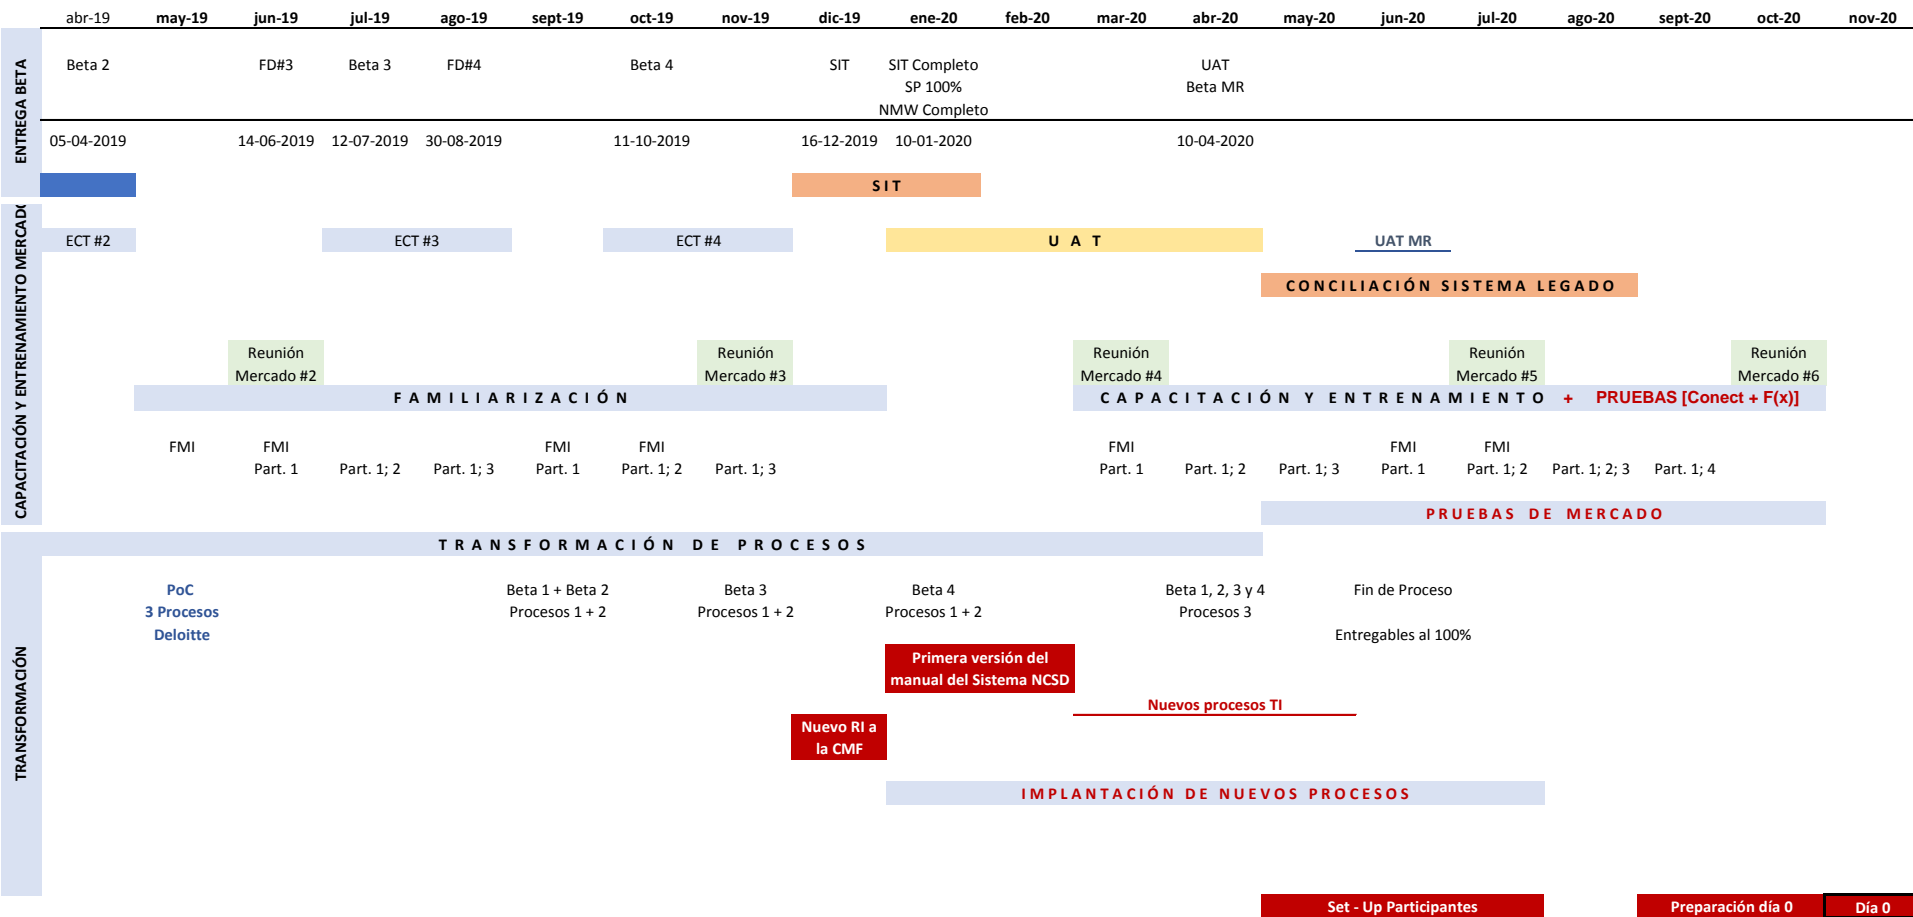 abr-19 may-19 jun-19 jul-19 ago-19 sept-19 oct-19 nov-19 dic-19 ene-20 feb-20 mar-20 abr-20 may-20 jun-20 jul-20 ago-20 sept-20 oct-20 nov-20
ENTREGA BETA
Beta 2 FD#3 Beta 3 FD#4 Beta 4 SIT SIT Completo UAT
SP 100% Beta MR
NMW Completo
05-04-2019 14-06-2019 12-07-2019 30-08-2019 11-10-2019 16-12-2019 10-01-2020 10-04-2020
SIT
CAPACITACIÓN Y ENTRENAMIENTO MERCADO
ECT #2 ECT #3 ECT #4 UAT UAT MR
CONCILIACIÓN SISTEMA LEGADO
Reunión Reunión Reunión Reunión Reunión
Mercado #2 Mercado #3 Mercado #4 Mercado #5 Mercado #6
FAMILIARIZACIÓN CAPACITACIÓN Y ENTRENAMIENTO + PRUEBAS [Conect + F(x)]
FMI FMI FMI FMI FMI FMI FMI
Part. 1 Part. 1; 2 Part. 1; 3 Part. 1 Part. 1; 2 Part. 1; 3 Part. 1 Part. 1; 2 Part. 1; 3 Part. 1 Part. 1; 2 Part. 1; 2; 3 Part. 1; 4
PRUEBAS DE MERCADO
TRANSFORMACIÓN
TRANSFORMACIÓN DE PROCESOS
PoC Beta 1 + Beta 2 Beta 3 Beta 4 Beta 1, 2, 3 y 4 Fin de Proceso
3 Procesos Procesos 1 + 2 Procesos 1 + 2 Procesos 1 + 2 Procesos 3
Deloitte Entregables al 100%
Primera versión del
manual del Sistema NCSD
Nuevos procesos TI
Nuevo RI a
la CMF
IMPLANTACIÓN DE NUEVOS PROCESOS
Set - Up Participantes Preparación día 0 Día 0